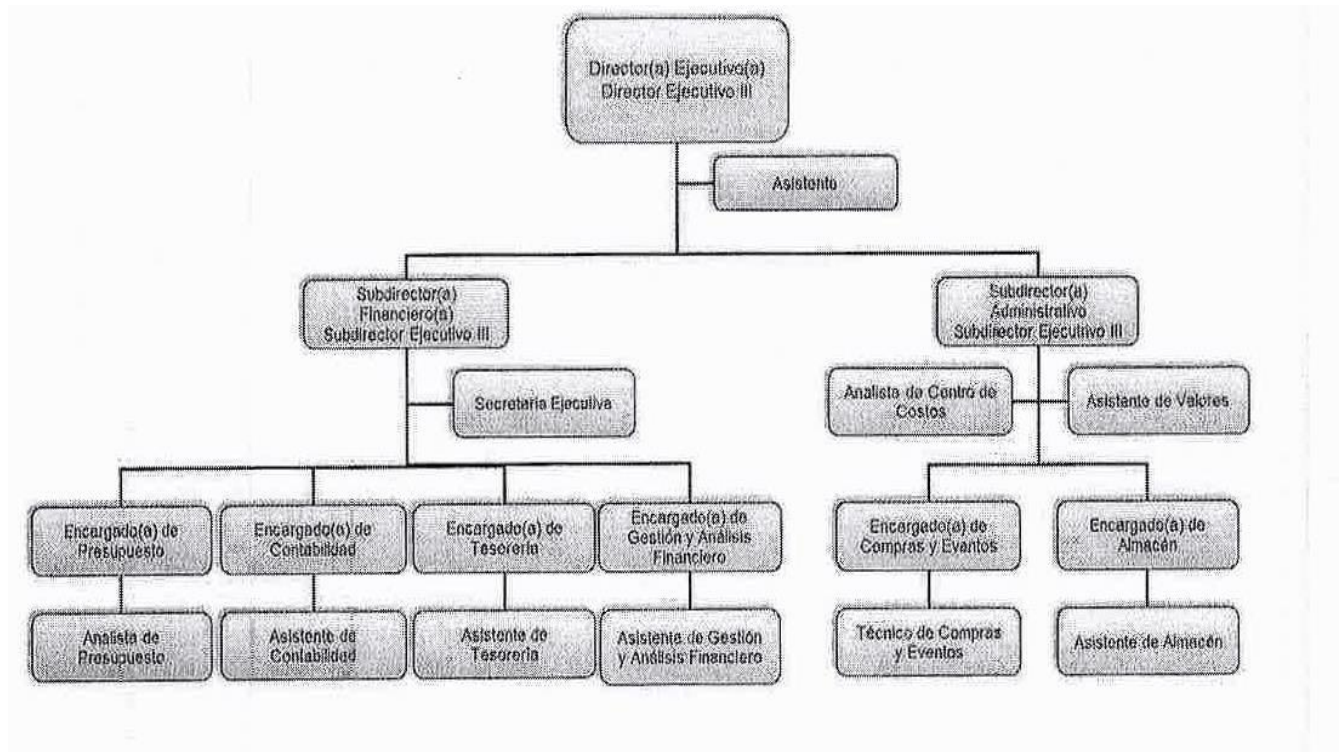 Director(a) Ejecutivo(a)
Director Ejecutivo III
Asistente
Subdirector(a)
Financiero(a)
Subdirector Ejecutivo III
Subdirector(a)
Administrativo
Subdirector Ejecutivo III
Secretaria Ejecutiva
Analista de Centro de
Costos
Asistente de Valores
Encargado(a) de
Presupuesto
Encargado(a) de
Contabilidad
Encargado(a) de
Tesorería
Encargado(a) de
Gestión y Análisis
Financiero
Encargado(a) de
Compras y Eventos
Encargado(a) de
Almacén
Analista de
Presupuesto
Asistente de
Contabilidad
Asistente de
Tesorería
Asistente de Gestión
y Análisis Financiero
Técnico de Compras
y Eventos
Asistente de Almacén